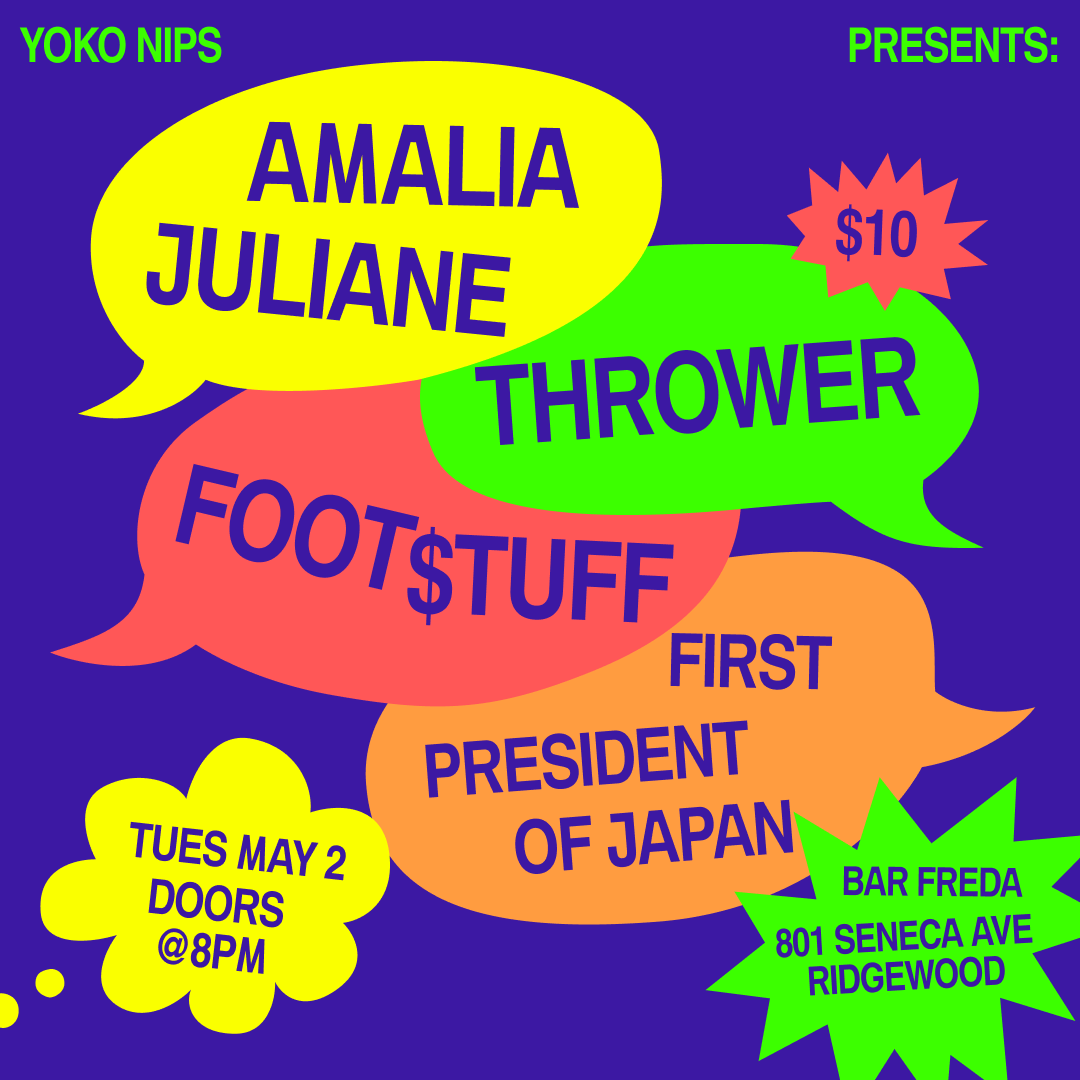 YOKO NIPS
PRESENTS:
AMALIA
JULIANE
$10
THROWER
FOOT$TUFF
FIRST
PRESIDENT
OF JAPAN
TUES MAY 2
DOORS
@8PM
BAR FREDA
801 SENECA AVE
RIDGEWOOD